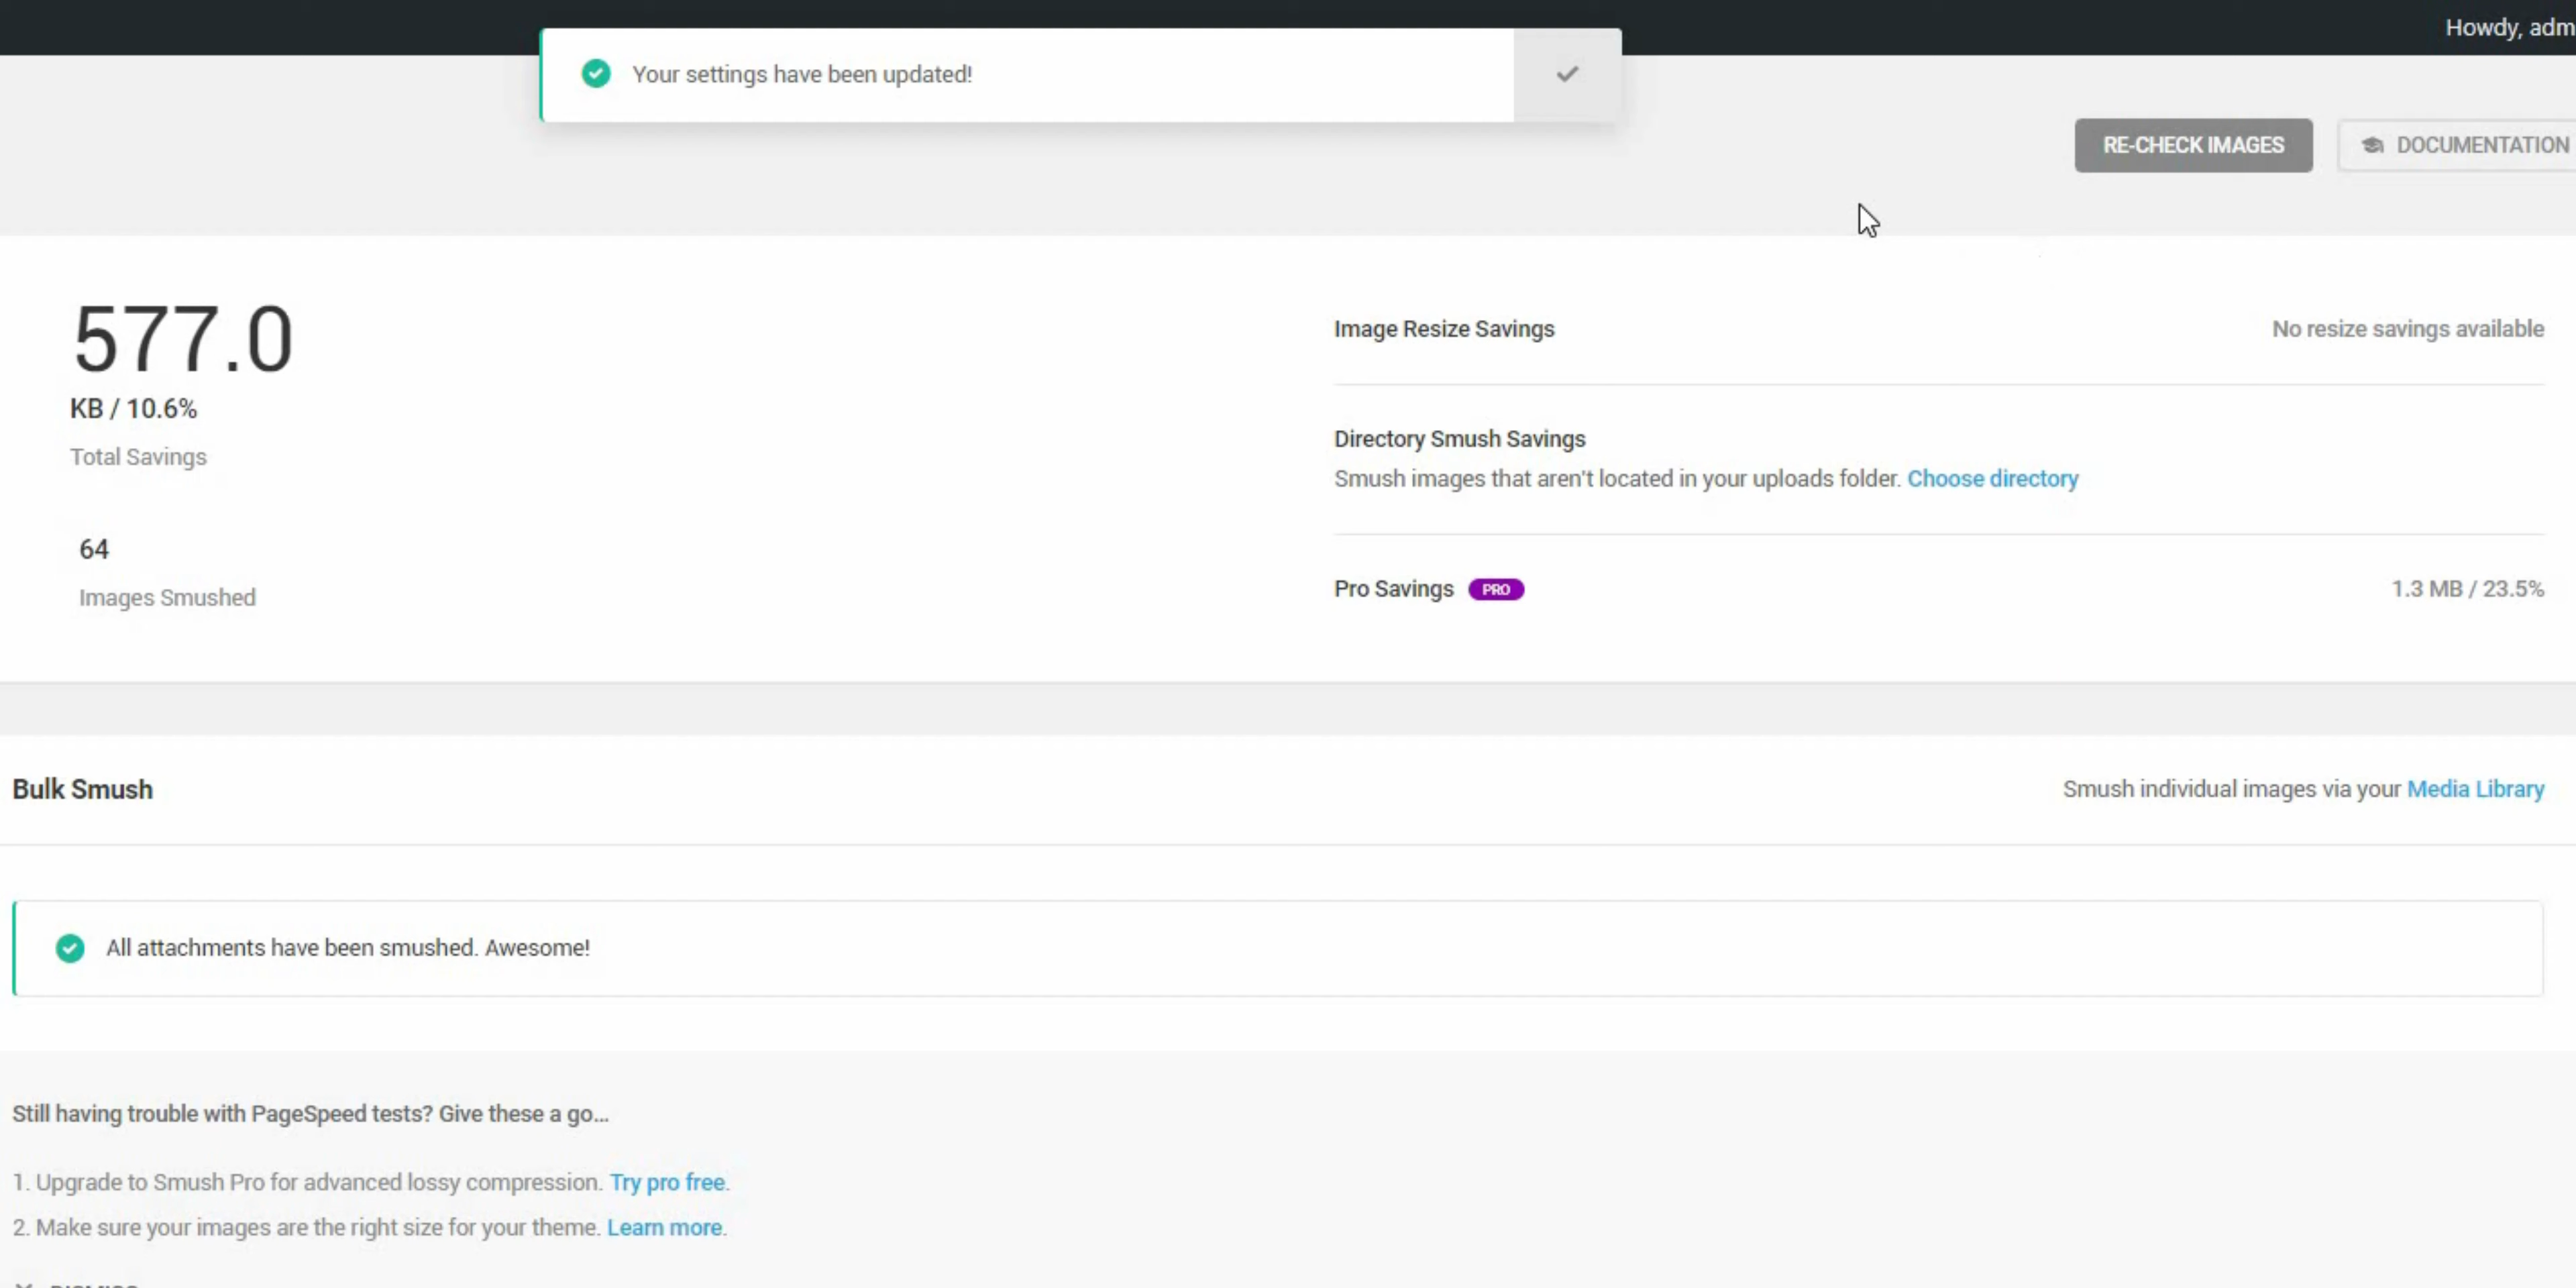 Howdy, adm
Your settings have been updated!
RE-CHECK IMAGES
DOCUMENTATION
577.0
KB / 10.6%
Total Savings
64
Images Smushed
Image Resize Savings
No resize savings available
Directory Smush Savings
Smush images that aren't located in your uploads folder. Choose directory
Pro Savings PRO
1.3 MB / 23.5%
Bulk Smush
Smush individual images via your Media Library
All attachments have been smushed. Awesome!
Still having trouble with PageSpeed tests? Give these a go...
1. Upgrade to Smush Pro for advanced lossy compression. Try pro free.
2. Make sure your images are the right size for your theme. Learn more.